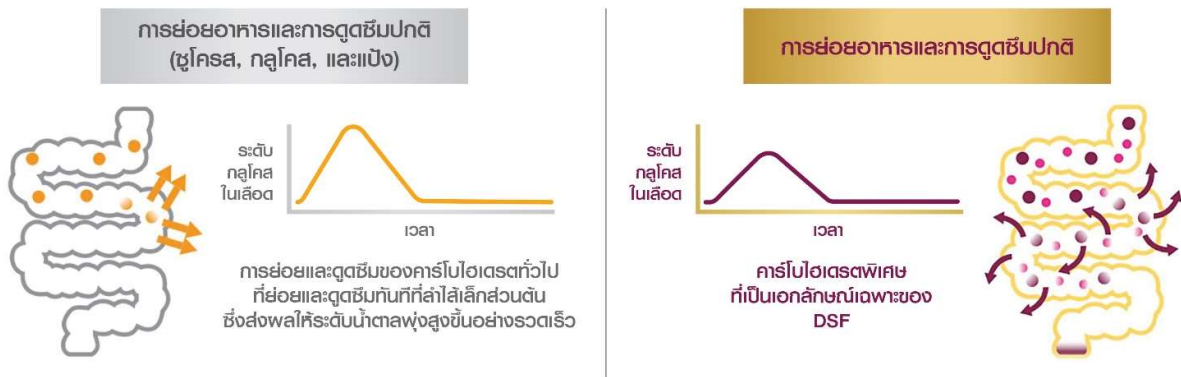 การย่อยอาหารและการดูดซึมปกติ
(ซูโครส, กลูโคส, และแป้ง)
ระดับ
กลูโคส
ในเลือด
เวลา
การย่อยและดูดซึมของคาร์โบไฮเดรตทั่วไป
ที่ย่อยและดูดซึมทันทีที่ลำไส้เล็กส่วนต้น
ซึ่งส่งผลให้ระดับน้ำตาลพุ่งสูงขึ้นอย่างรวดเร็ว
การย่อยอาหารและการดูดซึมปกติ
ระดับ
กลูโคส
ในเลือด
เวลา
คาร์โบไฮเดรตพิเศษ
ที่เป็นเอกลักษณ์เฉพาะของ
DSF